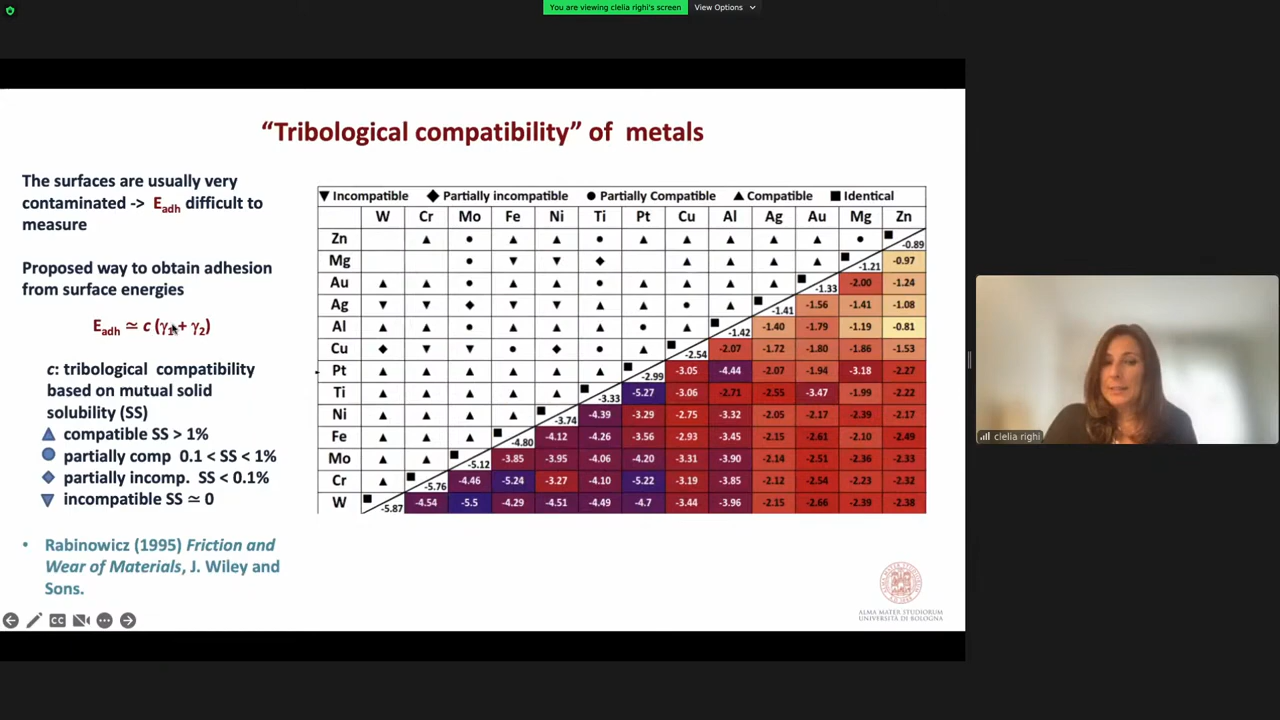 You are viewing clelia righi's screen View Options
“Tribological compatibility” of metals
The surfaces are usually very
contaminated -> Eadh difficult to
measure
Proposed way to obtain adhesion
from surface energies
Eadh ≃ c (γ1+ γ2)
c: tribological compatibility
based on mutual solid
solubility (SS)
▲ compatible SS > 1%
● partially comp 0.1 < SS < 1%
◆ partially incomp. SS < 0.1%
▼ incompatible SS ≃ 0
• Rabinowicz (1995) Friction and
Wear of Materials, J. Wiley and
Sons.
▼ Incompatible ◆ Partially incompatible ● Partially Compatible ▲ Compatible ■ Identical
W Cr Mo Fe Ni Ti Pt Cu Al Ag Au Mg Zn
Zn ▲ ● ▲ ▲ ● ▲ ▲ ▲ ▲ ▲ ● ■ -0.89
Mg ● ▼ ▼ ◆ ▲ ▲ ▲ ▲ ■ -1.21 -0.97
Au ▲ ▲ ● ▲ ▲ ● ▲ ▲ ▲ ▲ ■ -1.33 -2.00 -1.24
Ag ▼ ▼ ◆ ▼ ▼ ▲ ▲ ● ▲ ■ -1.41 -1.56 -1.41 -1.08
Al ▲ ▲ ● ▲ ▲ ▲ ● ▲ ■ -1.42 -1.40 -1.79 -1.19 -0.81
Cu ◆ ▼ ▼ ● ◆ ● ▲ ■ -2.54 -2.07 -1.72 -1.80 -1.86 -1.53
Pt ▲ ▲ ▲ ▲ ▲ ▲ ■ -2.99 -3.05 -4.44 -2.07 -1.94 -3.18 -2.27
Ti ▲ ▲ ▲ ▲ ▲ ■ -3.33 -5.27 -3.06 -2.71 -2.55 -3.47 -1.99 -2.22
Ni ▲ ▲ ▲ ▲ ■ -3.74 -4.39 -3.29 -2.75 -3.32 -2.05 -2.17 -2.39 -2.17
Fe ▲ ▲ ▲ ■ -4.80 -4.12 -4.26 -3.56 -2.93 -3.45 -2.15 -2.61 -2.10 -2.49
Mo ▲ ▲ ■ -5.12 -3.85 -3.95 -4.06 -4.20 -3.31 -3.90 -2.14 -2.51 -2.36 -2.33
Cr ▲ ■ -5.76 -4.46 -5.24 -3.27 -4.10 -5.22 -3.19 -3.85 -2.12 -2.54 -2.23 -2.32
W ■ -5.87 -4.54 -5.5 -4.29 -4.51 -4.49 -4.7 -3.44 -3.96 -2.15 -2.66 -2.39 -2.38
CC
ALMA MATER STUDIORUM
UNIVERSITÀ DI BOLOGNA
clelia righi